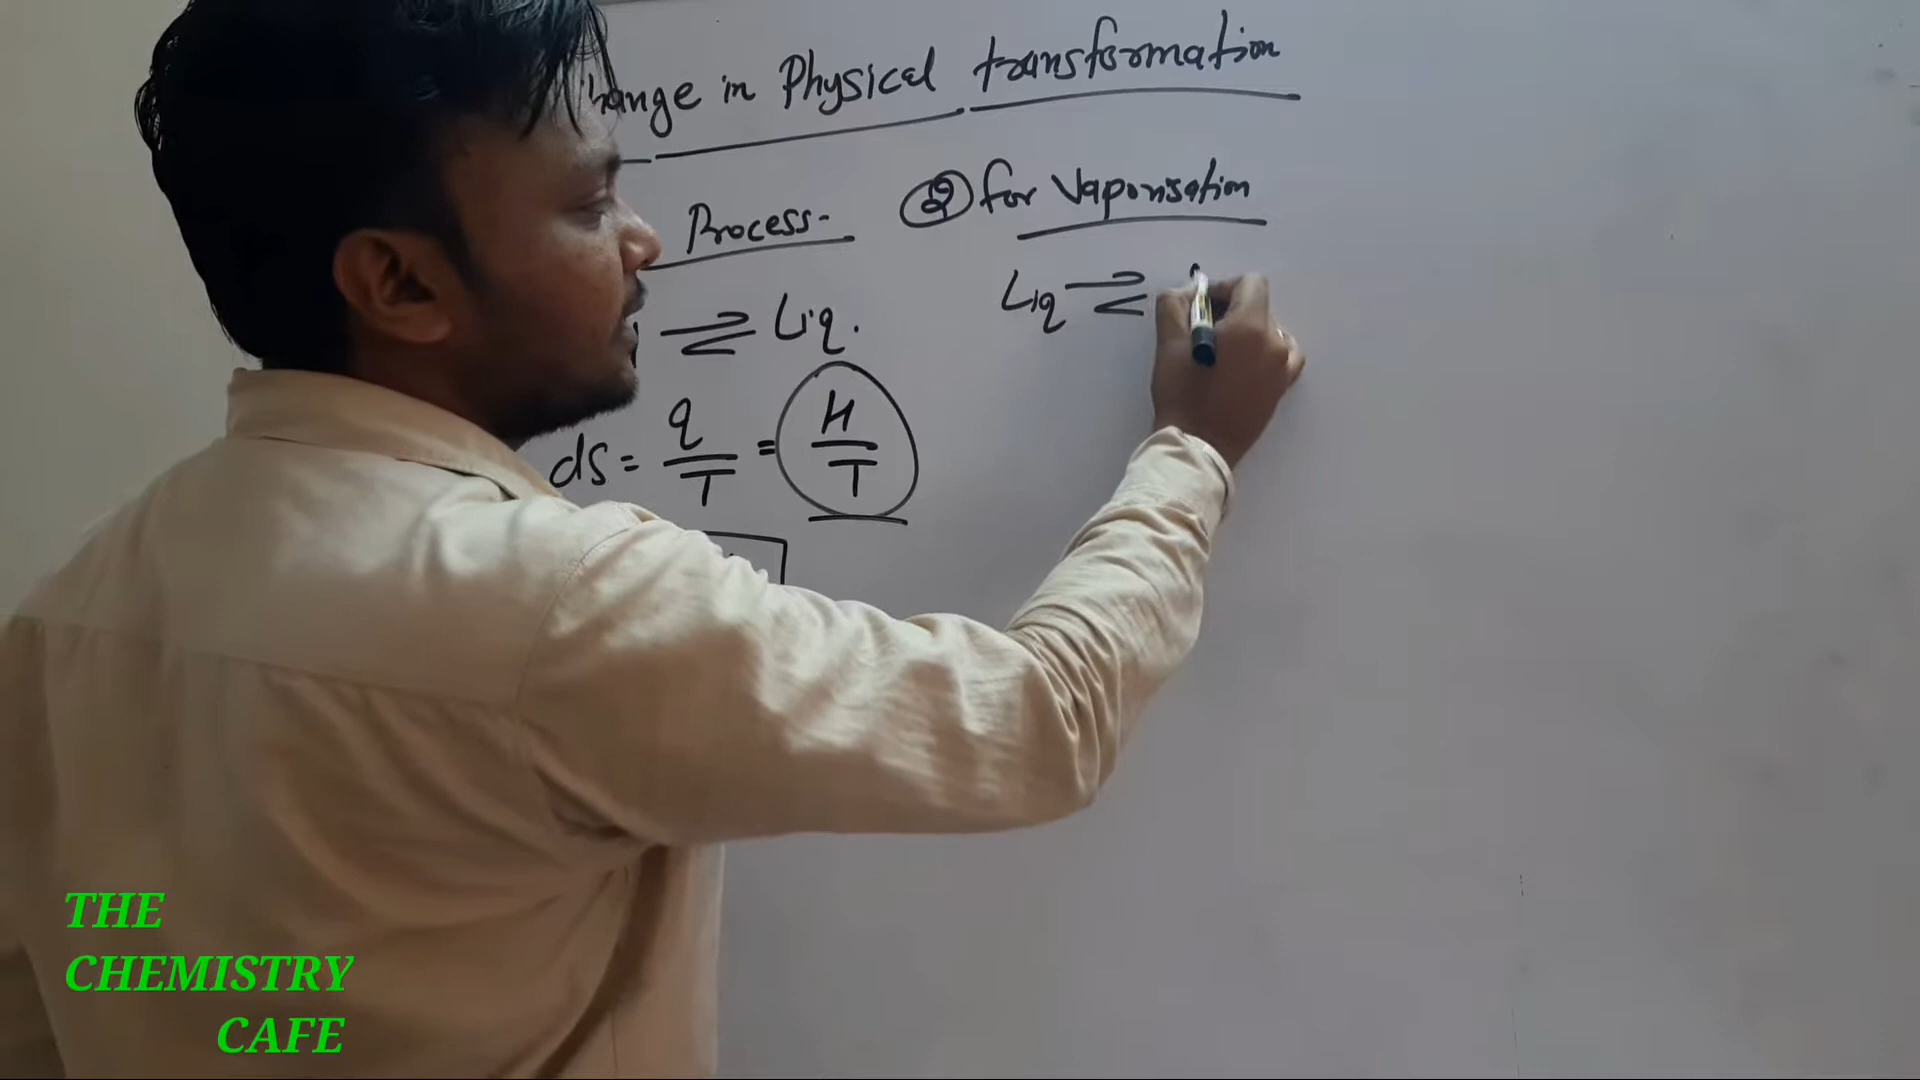 hange in Physical transformation
Process-
⇌ Liq.
ds = q/T = H/T
② for Vaporisation
Liq ⇌
THE
CHEMISTRY
CAFE